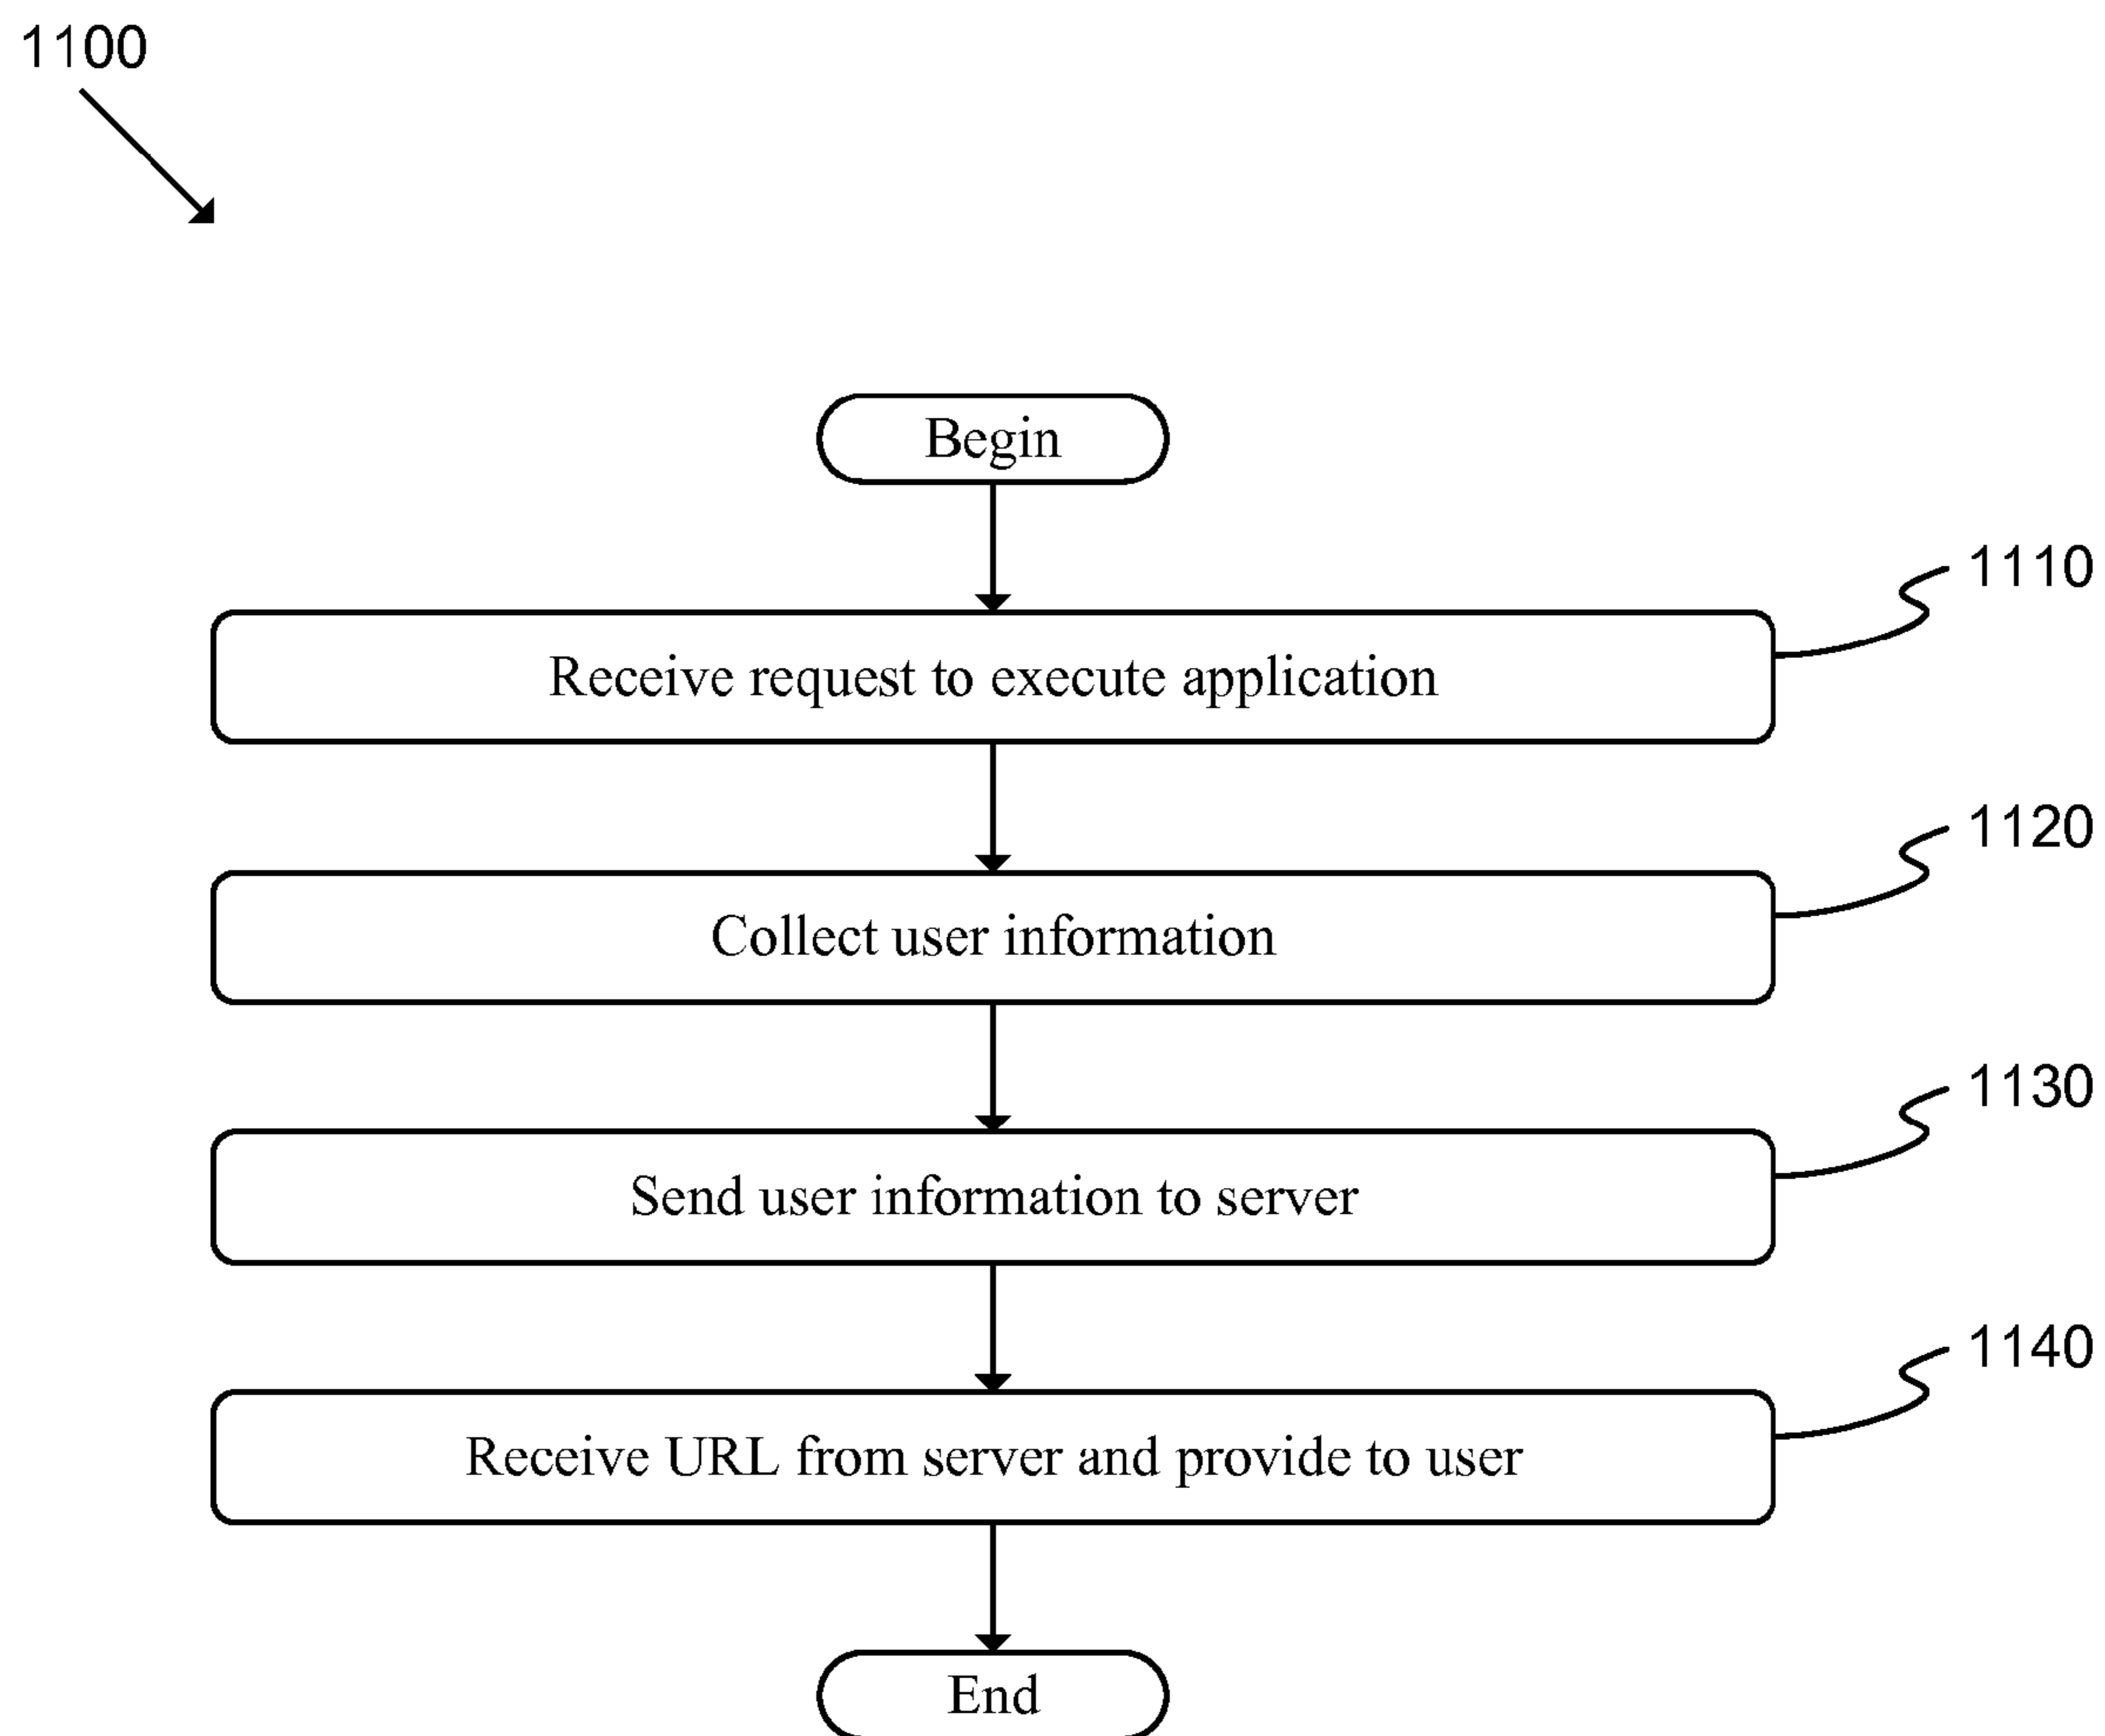 1100
Begin
1110
Receive request to execute application
1120
Collect user information
1130
Send user information to server
1140
Receive URL from server and provide to user
End